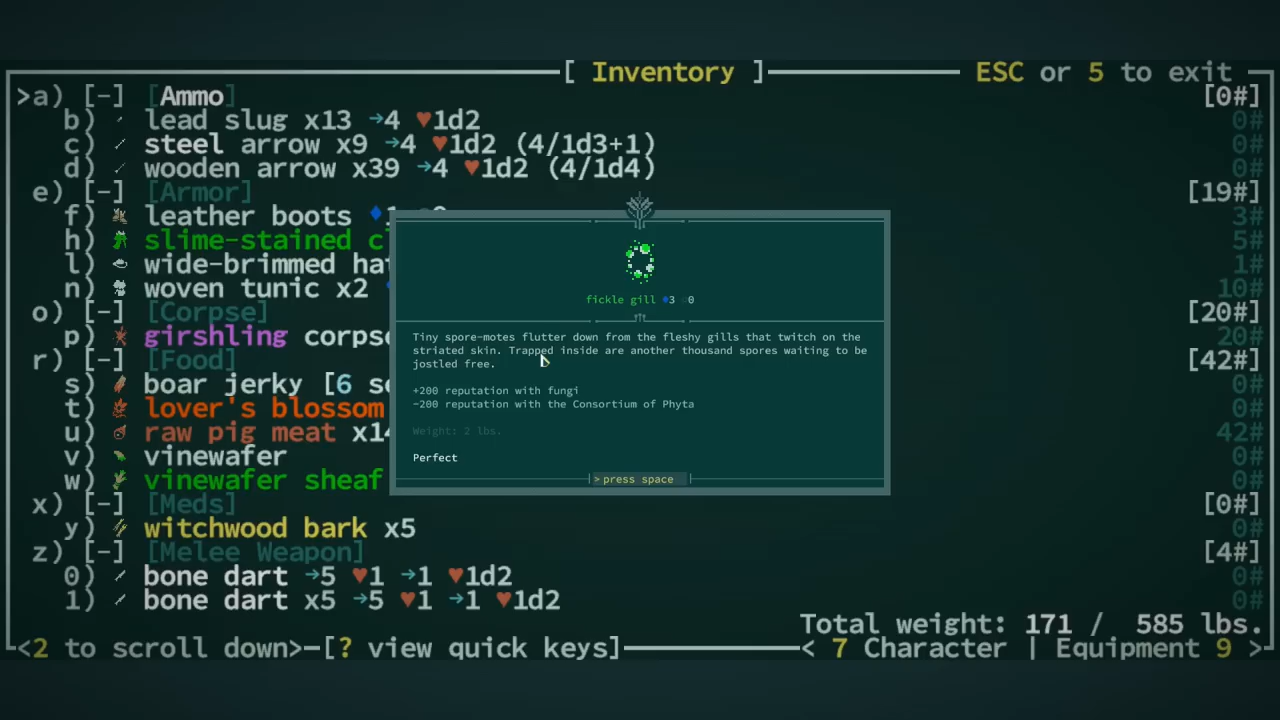 [ Inventory ] ESC or 5 to exit
>a) [-] [Ammo] [0#]
b) lead slug x13 →4 ♥1d2 0#
c) steel arrow x9 →4 ♥1d2 (4/1d3+1) 0#
d) wooden arrow x39 →4 ♥1d2 (4/1d4) 0#
e) [-] [Armor] [19#]
f) leather boots ♦1 0 3#
h) slime-stained c 5#
l) wide-brimmed ha 1#
n) woven tunic x2 10#
o) [-] [Corpse] [20#]
p) girshling corps 20#
r) [-] [Food] [42#]
s) boar jerky [6 se 0#
t) lover's blossom 0#
u) raw pig meat x14 42#
v) vinewafer 0#
w) vinewafer sheaf 0#
x) [-] [Meds] [0#]
y) witchwood bark x5 0#
z) [-] [Melee Weapon] [4#]
0) bone dart →5 ♥1 →1 ♥1d2 0#
1) bone dart x5 →5 ♥1 →1 ♥1d2 0#
Total weight: 171 / 585 lbs.
<2 to scroll down> [? view quick keys] < 7 Character | Equipment 9 >
fickle gill ♦3 0
Tiny spore-motes flutter down from the fleshy gills that twitch on the
striated skin. Trapped inside are another thousand spores waiting to be
jostled free.
+200 reputation with fungi
-200 reputation with the Consortium of Phyta
Weight: 2 lbs.
Perfect
>press space